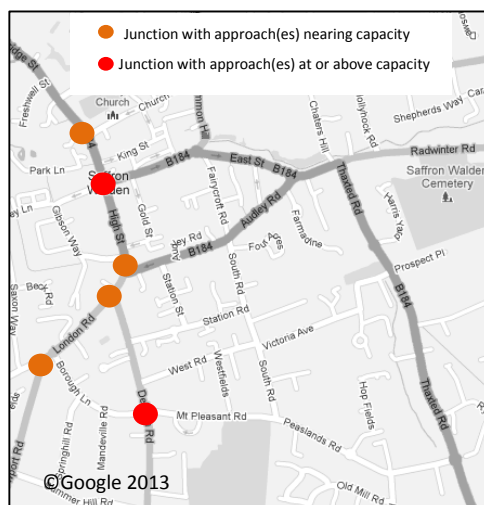 Junction with approach(es) nearing capacity
Junction with approach(es) at or above capacity
Freshwell St
Church
Church
King St
Park Ln
Saffron
Walden
B184
East St
B184
Chaters Hill
Hollyhock Rd
Shepherds Way
Radwinter Rd
Saffron Walden
Cemetery
Thaxted Rd
Fairycroft Rd
Audley Rd
Gold St
High St
Gibson Way
B184
Farmadine
Four Acres
Harris Yard
Prospect Pl
B184
South Rd
Station St
Station Rd
Saxon Way
London Rd
Victoria Ave
West Rd
Westfields
South Rd
Borough Ln
Mt Pleasant Rd
Peaslands Rd
Hop Fields
Thaxted Rd
Springhill Rd
Mandeville Rd
Old Mill Rd
©Google 2013